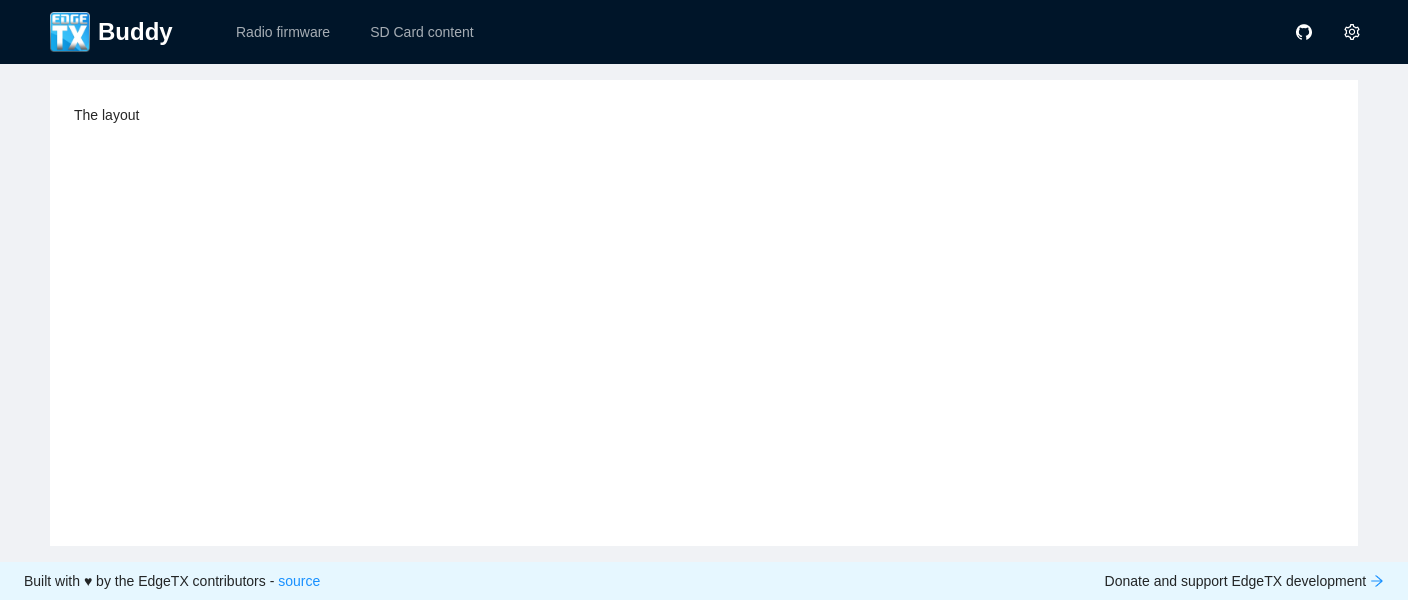 EDGE
TX
Buddy
Radio firmware
SD Card content
The layout
Built with ♥ by the EdgeTX contributors - source
Donate and support EdgeTX development →